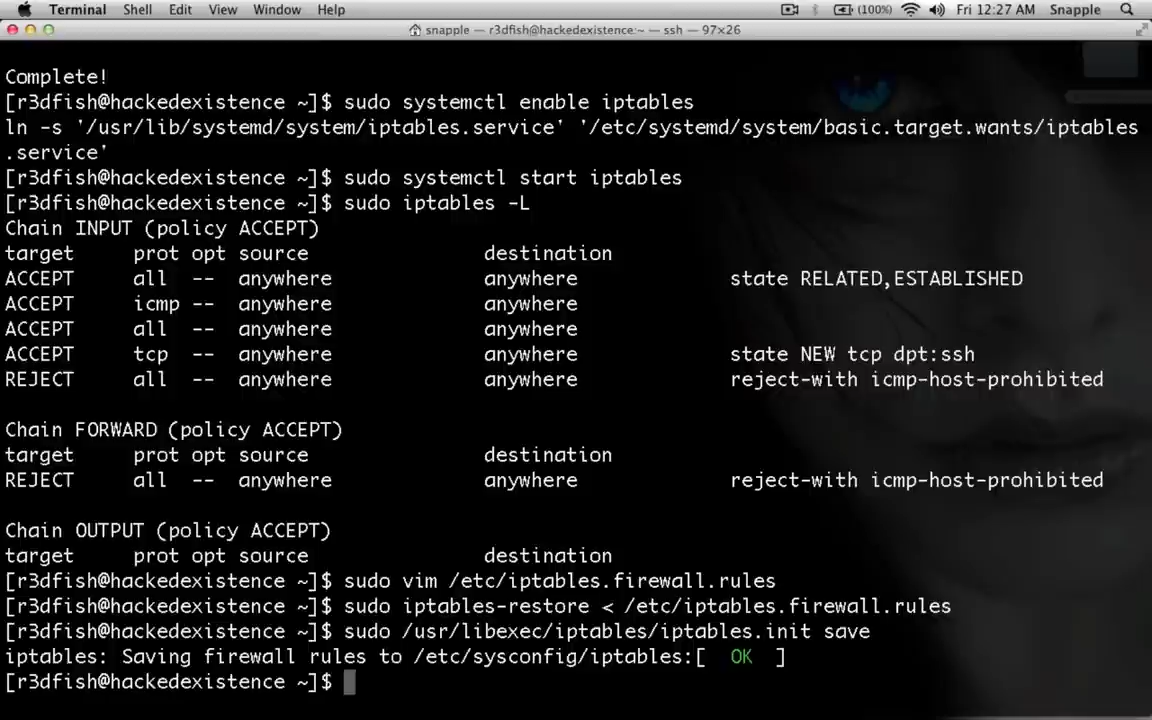 Terminal Shell Edit View Window Help (100%) Fri 12:27 AM Snapple
snapple — r3dfish@hackedexistence:~ — ssh — 97×26
Complete!
[r3dfish@hackedexistence ~]$ sudo systemctl enable iptables
ln -s '/usr/lib/systemd/system/iptables.service' '/etc/systemd/system/basic.target.wants/iptables
.service'
[r3dfish@hackedexistence ~]$ sudo systemctl start iptables
[r3dfish@hackedexistence ~]$ sudo iptables -L
Chain INPUT (policy ACCEPT)
target prot opt source destination
ACCEPT all -- anywhere anywhere state RELATED,ESTABLISHED
ACCEPT icmp -- anywhere anywhere
ACCEPT all -- anywhere anywhere
ACCEPT tcp -- anywhere anywhere state NEW tcp dpt:ssh
REJECT all -- anywhere anywhere reject-with icmp-host-prohibited
Chain FORWARD (policy ACCEPT)
target prot opt source destination
REJECT all -- anywhere anywhere reject-with icmp-host-prohibited
Chain OUTPUT (policy ACCEPT)
target prot opt source destination
[r3dfish@hackedexistence ~]$ sudo vim /etc/iptables.firewall.rules
[r3dfish@hackedexistence ~]$ sudo iptables-restore < /etc/iptables.firewall.rules
[r3dfish@hackedexistence ~]$ sudo /usr/libexec/iptables/iptables.init save
iptables: Saving firewall rules to /etc/sysconfig/iptables:[ OK ]
[r3dfish@hackedexistence ~]$